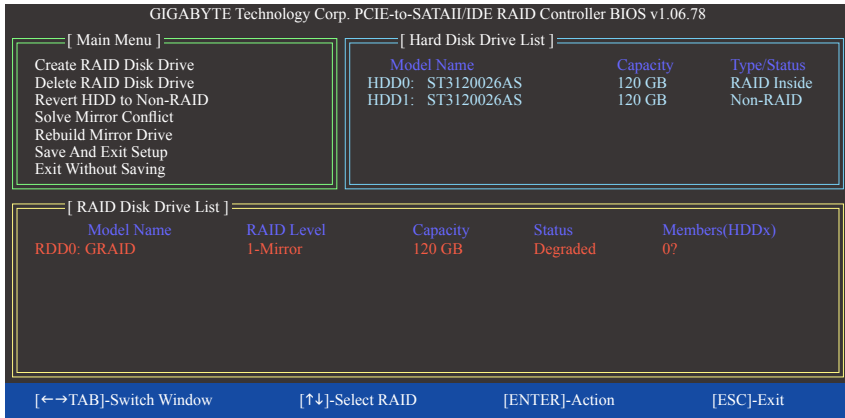 GIGABYTE Technology Corp. PCIE-to-SATAII/IDE RAID Controller BIOS v1.06.78
[ Main Menu ]
Create RAID Disk Drive
Delete RAID Disk Drive
Revert HDD to Non-RAID
Solve Mirror Conflict
Rebuild Mirror Drive
Save And Exit Setup
Exit Without Saving
[ Hard Disk Drive List ]
Model Name Capacity Type/Status
HDD0: ST3120026AS 120 GB RAID Inside
HDD1: ST3120026AS 120 GB Non-RAID
[ RAID Disk Drive List ]
Model Name RAID Level Capacity Status Members(HDDx)
RDD0: GRAID 1-Mirror 120 GB Degraded 0?
[←→TAB]-Switch Window [↑↓]-Select RAID [ENTER]-Action [ESC]-Exit